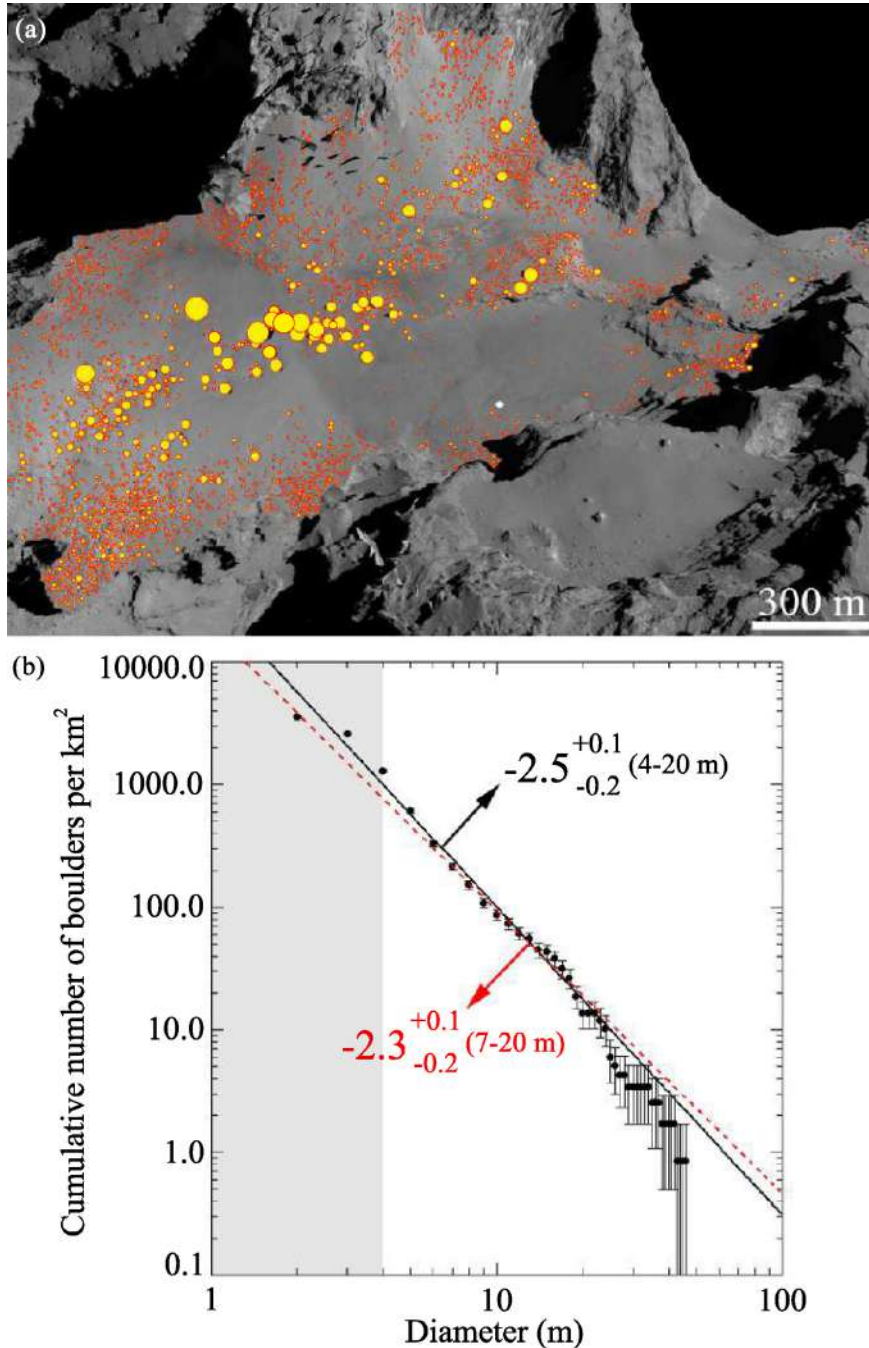 (a)
300 m
(b)
10000.0
1000.0
100.0
10.0
1.0
0.1
Cumulative number of boulders per km²
-2.5 +0.1 -0.2 (4-20 m)
-2.3 +0.1 -0.2 (7-20 m)
1 10 100
Diameter (m)